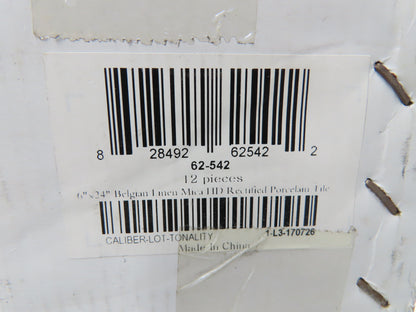 8 28492 62542 2
62-542
12 pieces
6"x24" Belgian Linen Mica HD Rectified Porcelain Tile
CALIBER-LOT-TONALITY 1-L3-170726
Made in China